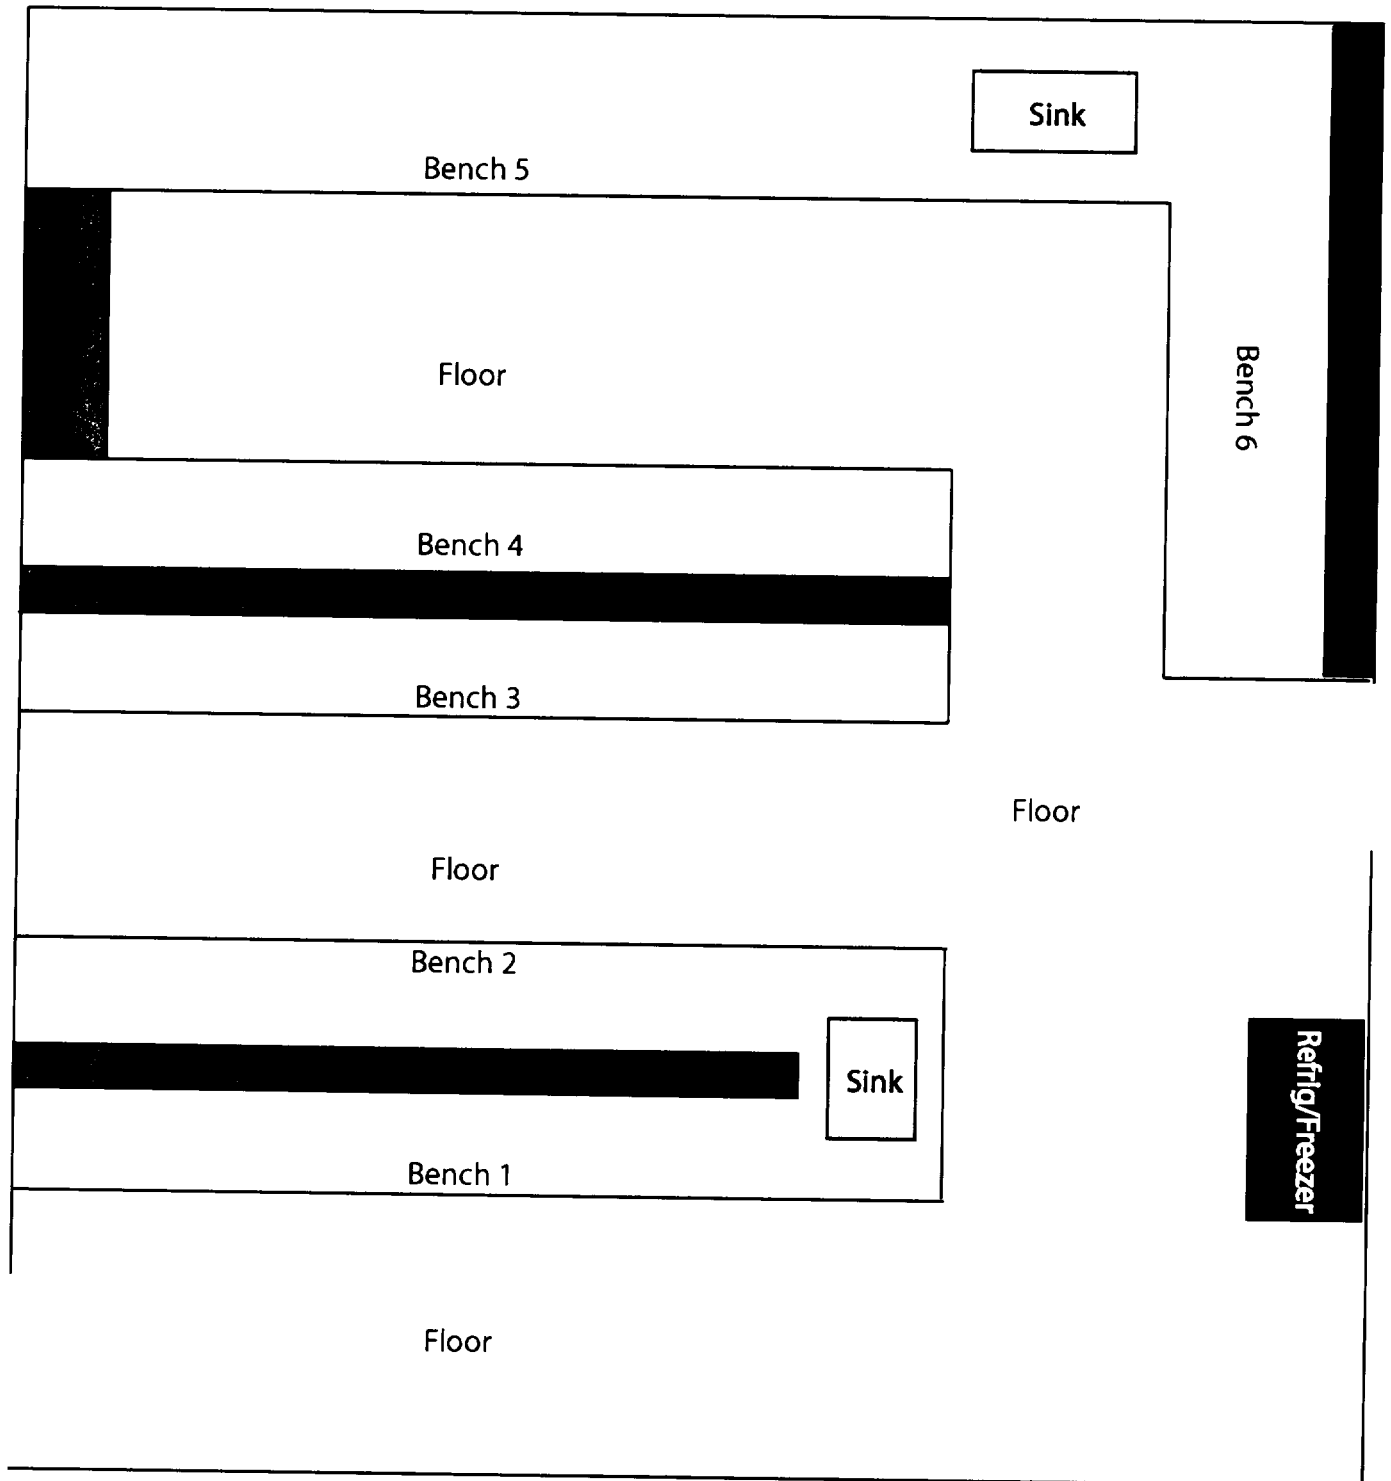 Sink
Bench 5
Floor
Bench 6
Bench 4
Bench 3
Floor
Floor
Bench 2
Sink
Refrig/Freezer
Bench 1
Floor